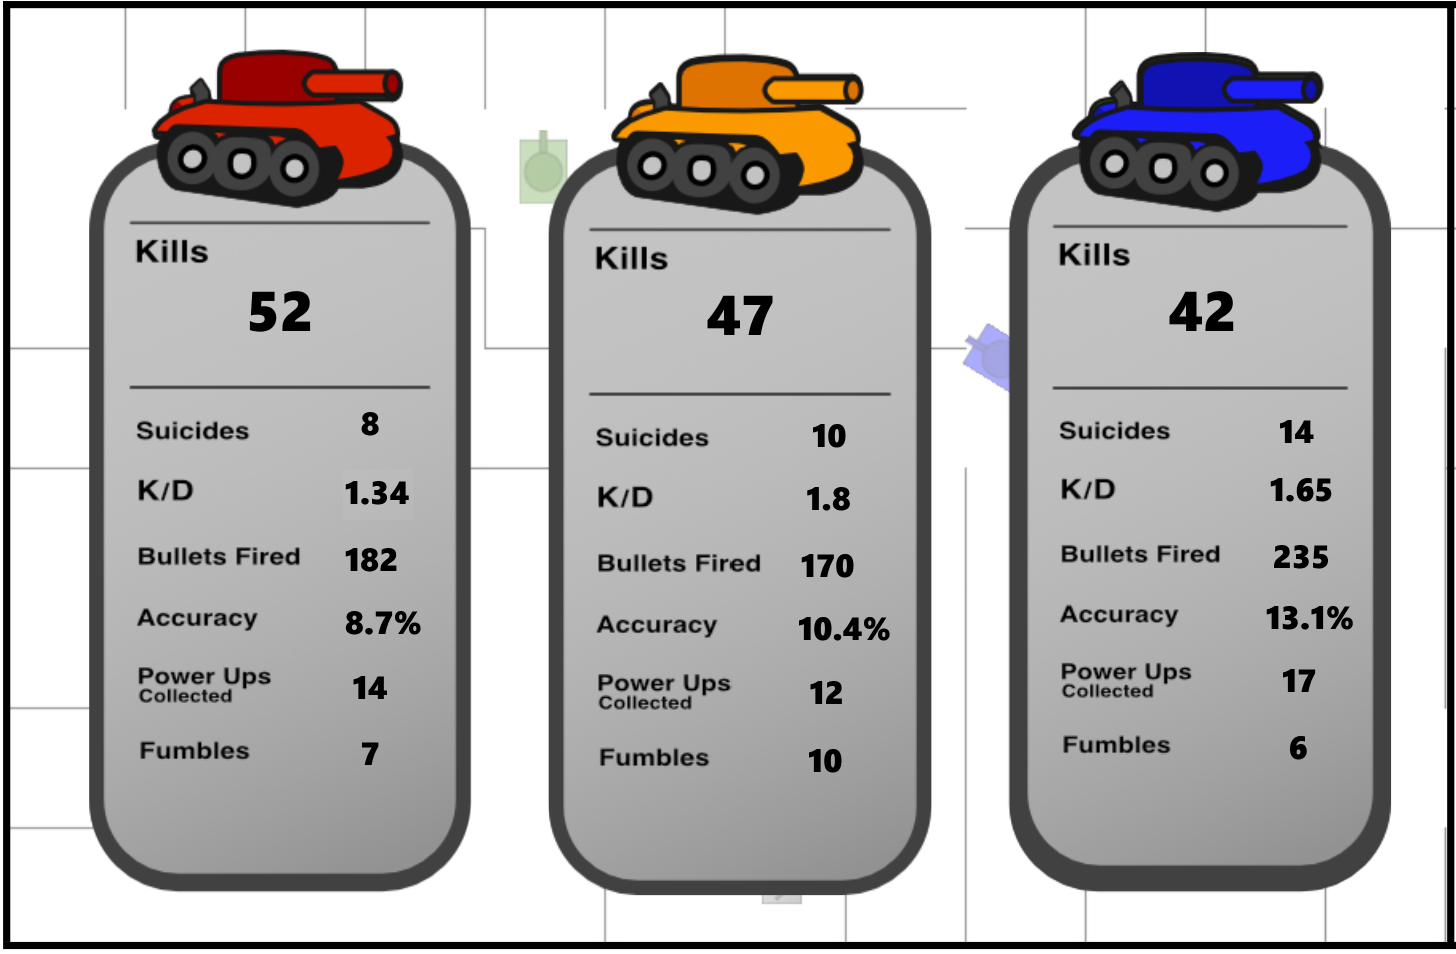 Kills
52
Suicides 8
K/D 1.34
Bullets Fired 182
Accuracy 8.7%
Power Ups
Collected 14
Fumbles 7
Kills
47
Suicides 10
K/D 1.8
Bullets Fired 170
Accuracy 10.4%
Power Ups
Collected 12
Fumbles 10
Kills
42
Suicides 14
K/D 1.65
Bullets Fired 235
Accuracy 13.1%
Power Ups
Collected 17
Fumbles 6